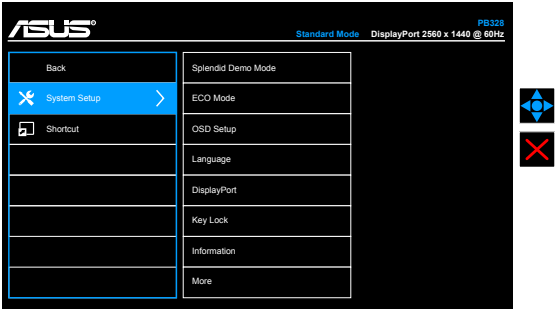 ASUS
PB328
Standard Mode DisplayPort 2560 x 1440 @ 60Hz
Back
System Setup
Shortcut
Splendid Demo Mode
ECO Mode
OSD Setup
Language
DisplayPort
Key Lock
Information
More